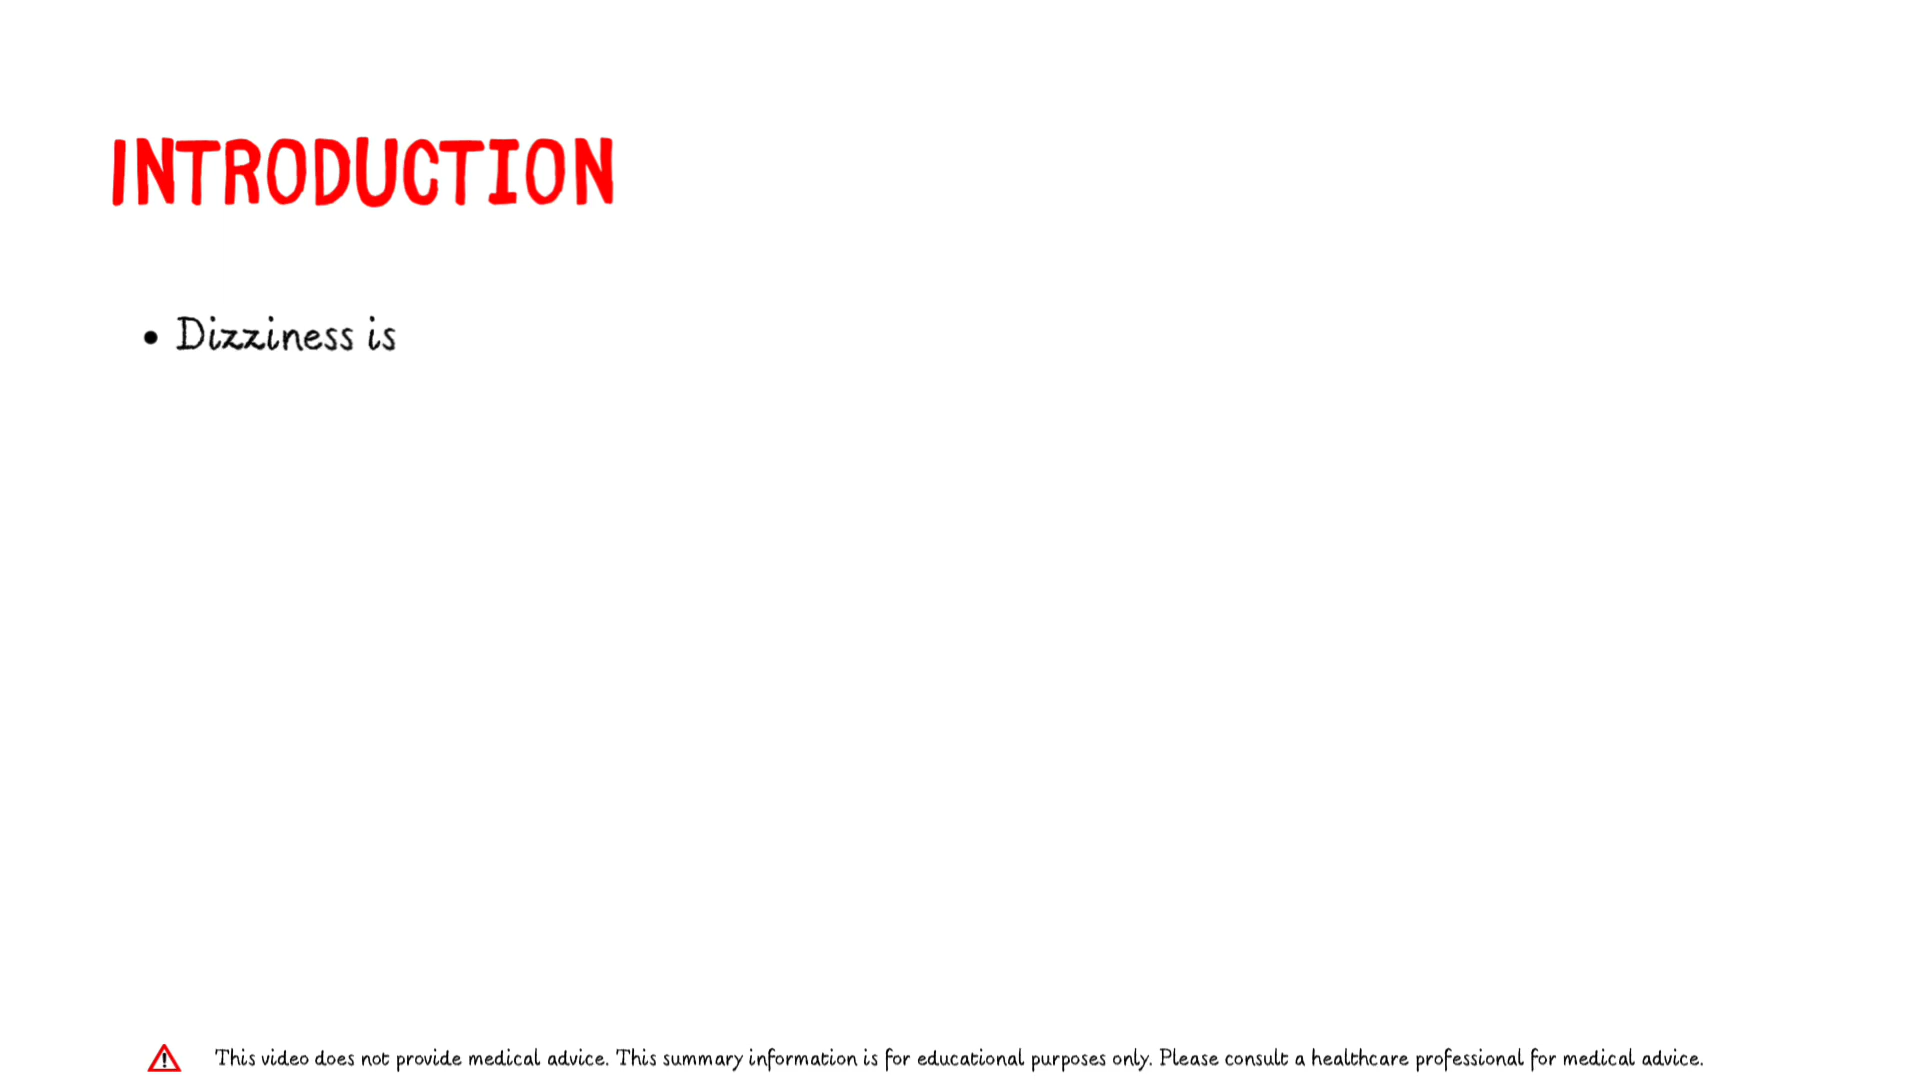 INTRODUCTION
• Dizziness is
This video does not provide medical advice. This summary information is for educational purposes only. Please consult a healthcare professional for medical advice.